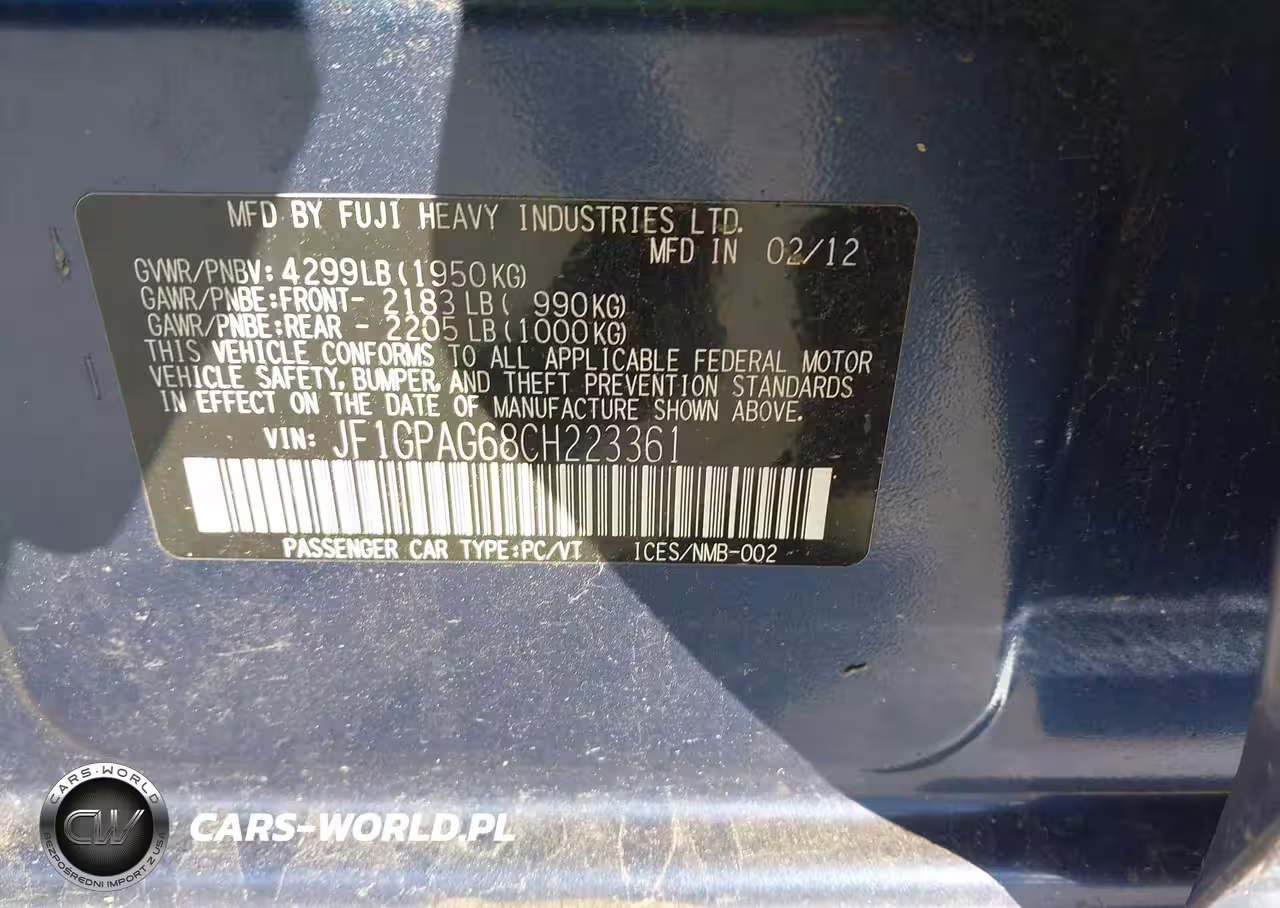 MFD BY FUJI HEAVY INDUSTRIES LTD.
MFD IN 02/12
GVWR/PNBV: 4299LB (1950KG)
GAWR/PNBE:FRONT- 2183 LB ( 990KG)
GAWR/PNBE:REAR - 2205 LB (1000KG)
THIS VEHICLE CONFORMS TO ALL APPLICABLE FEDERAL MOTOR
VEHICLE SAFETY, BUMPER, AND THEFT PREVENTION STANDARDS
IN EFFECT ON THE DATE OF MANUFACTURE SHOWN ABOVE.
VIN: JF1GPAG68CH223361
PASSENGER CAR TYPE:PC/VT ICES/NMB-002
CARS-WORLD
CW
BEZPOŚREDNI IMPORT Z USA
CARS-WORLD.PL